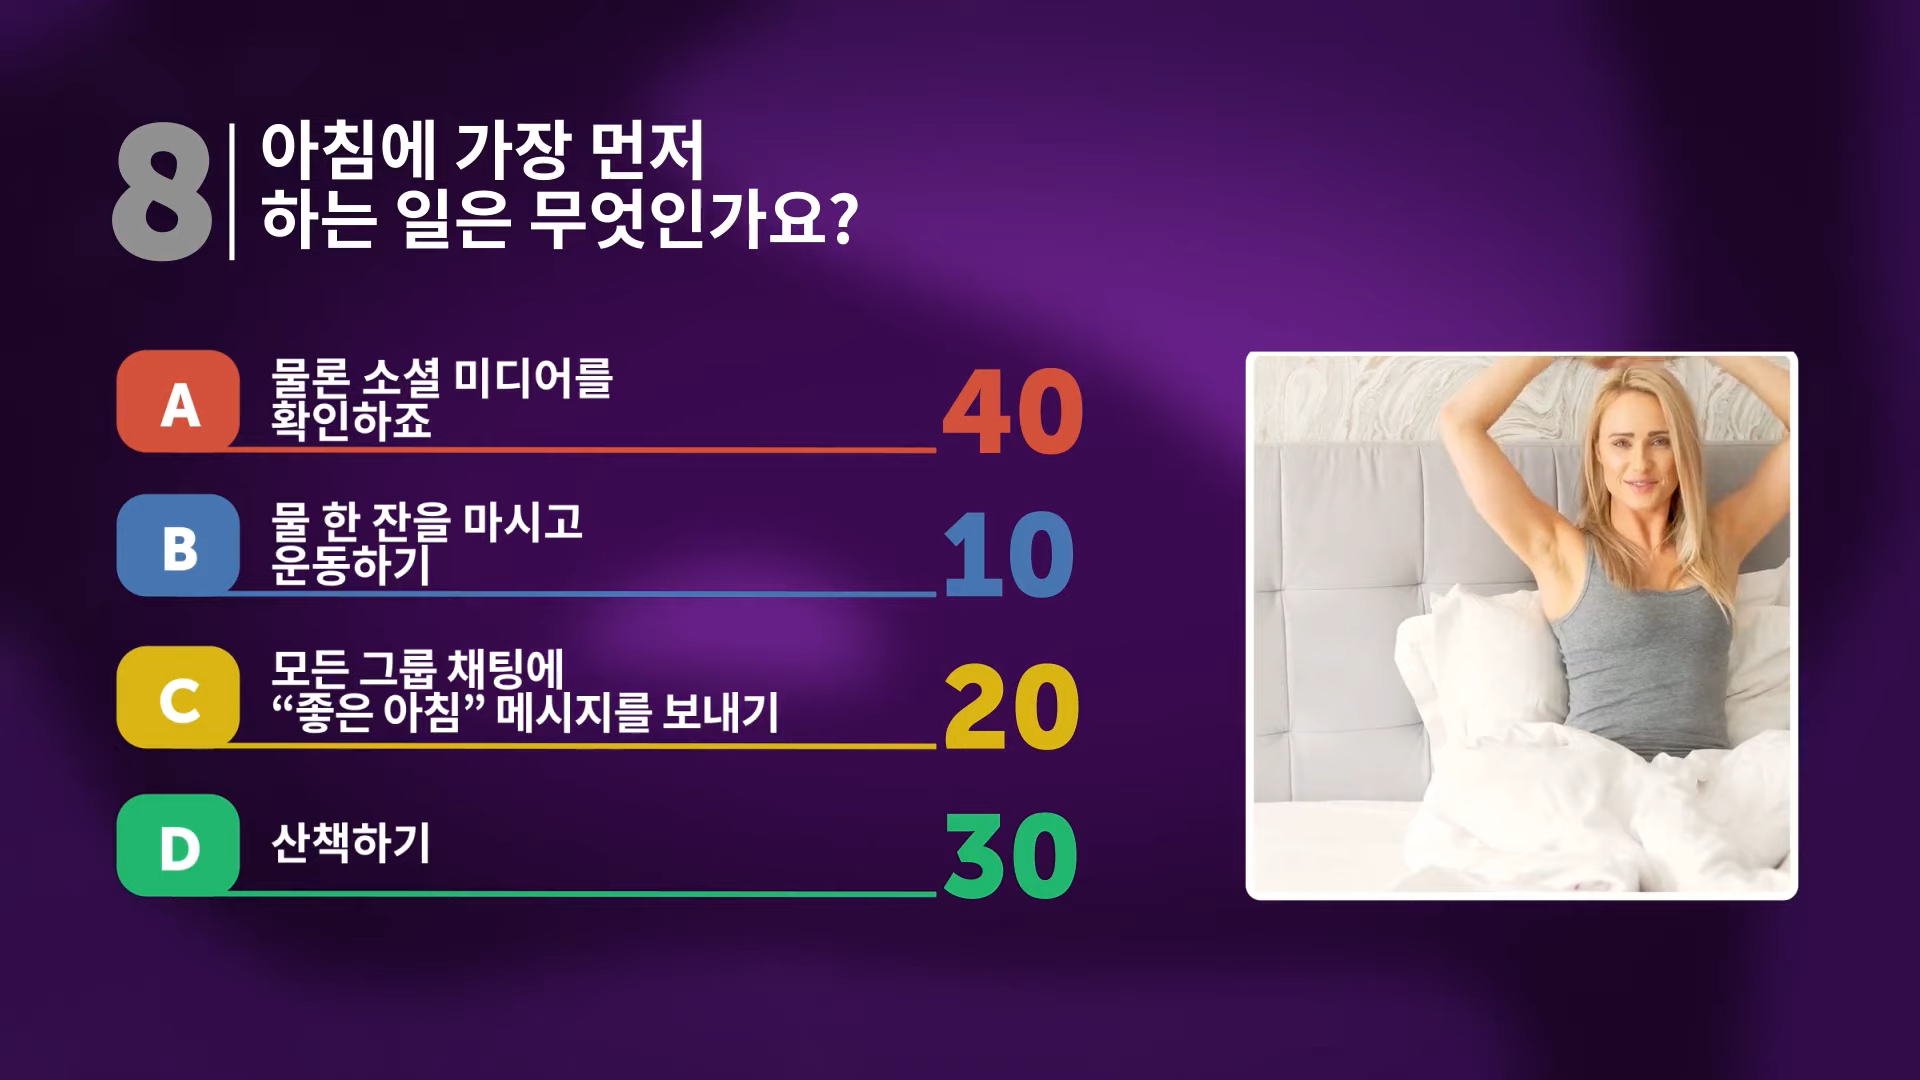 8
아침에 가장 먼저
하는 일은 무엇인가요?
A
물론 소셜 미디어를
확인하죠
40
B
물 한 잔을 마시고
운동하기
10
C
모든 그룹 채팅에
“좋은 아침” 메시지를 보내기
20
D
산책하기
30